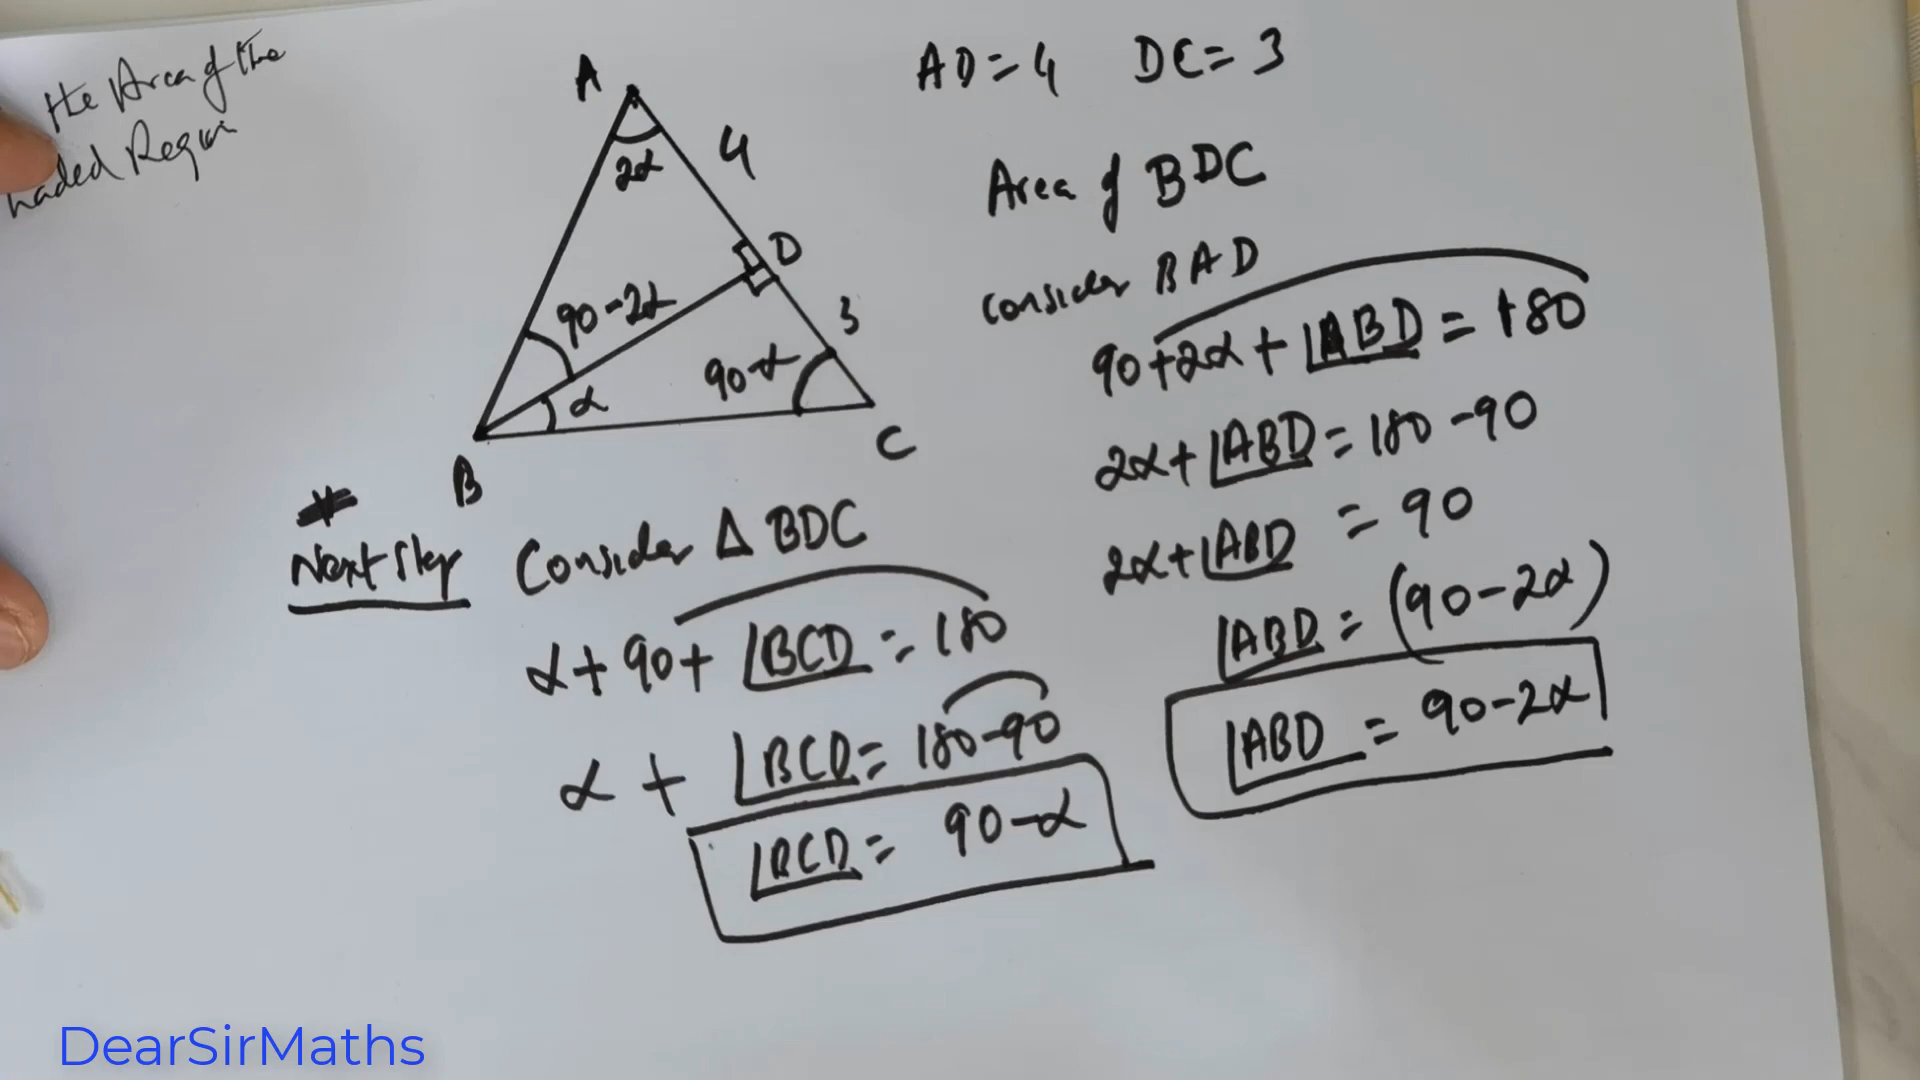 the Area of the
haded Region
A
2α
4
D
90-2α
3
90-α
α
B
C
AD=4 DC=3
Area of BDC
consider BAD
90+2α+∠ABD=180
2α+∠ABD=180-90
2α+∠ABD=90
∠ABD=(90-2α)
∠ABD=90-2α
Next step Consider Δ BDC
α+90+∠BCD=180
α+∠BCD=180-90
∠BCD=90-α
DearSirMaths